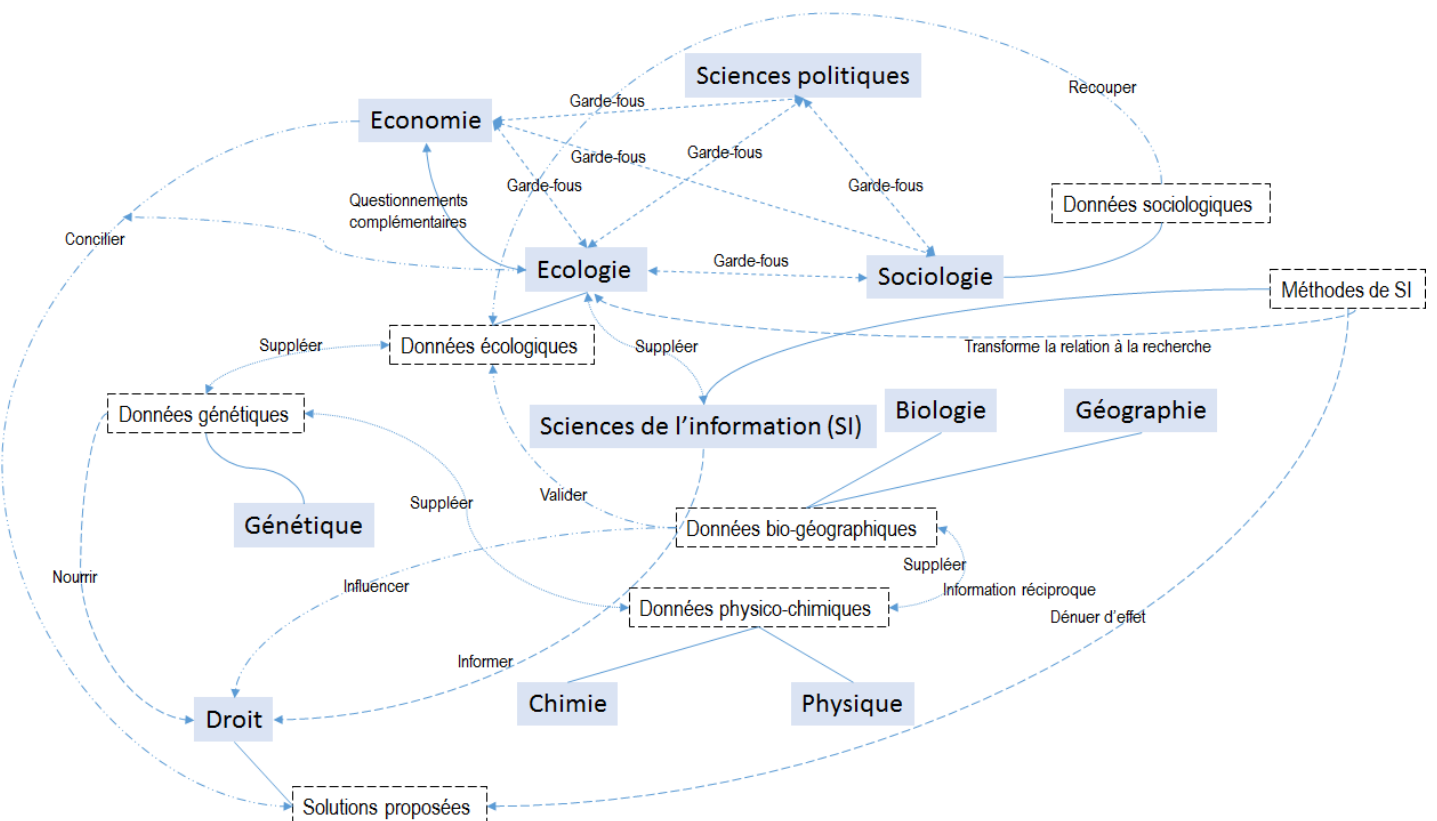 Sciences politiques
Recouper
Garde-fous
Economie
Garde-fous
Garde-fous
Garde-fous
Garde-fous
Questionnements
complémentaires
Données sociologiques
Concilier
Garde-fous
Ecologie
Sociologie
Méthodes de SI
Suppléer
Données écologiques
Suppléer
Transforme la relation à la recherche
Données génétiques
Sciences de l'information (SI)
Biologie
Géographie
Suppléer
Valider
Génétique
Données bio-géographiques
Suppléer
Nourrir
Influencer
Information réciproque
Données physico-chimiques
Dénuer d'effet
Informer
Chimie
Physique
Droit
Solutions proposées